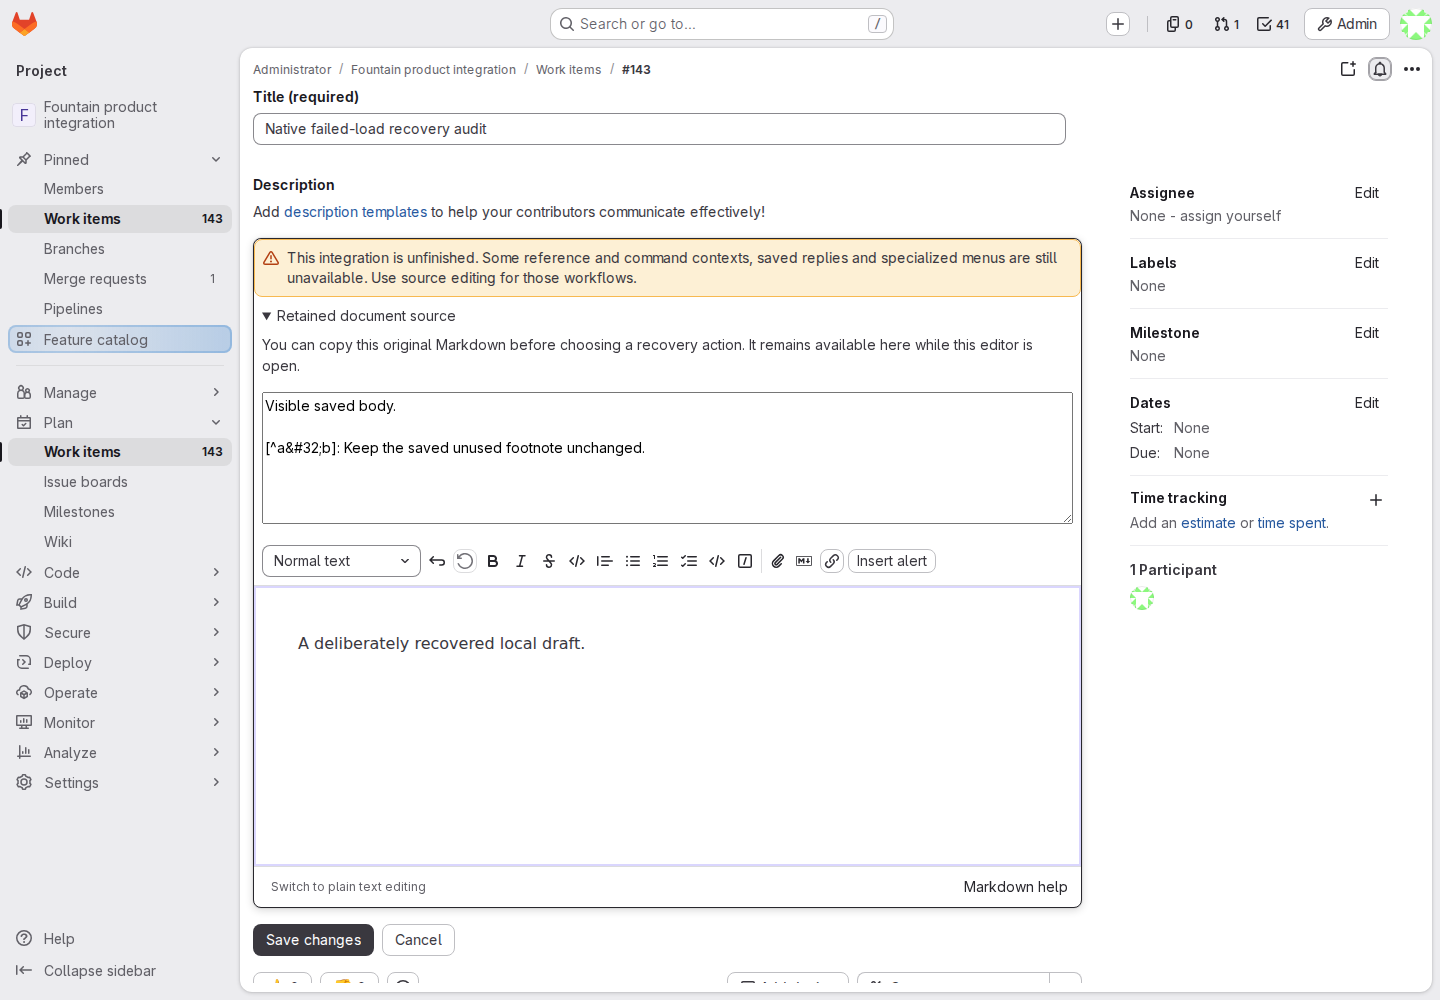 Search or go to...
/
0
1
41
Admin
Project
F
Fountain product integration
Pinned
Members
Work items 143
Branches
Merge requests 1
Pipelines
Feature catalog
Manage
Plan
Work items 143
Issue boards
Milestones
Wiki
Code
Build
Secure
Deploy
Operate
Monitor
Analyze
Settings
Help
Collapse sidebar
Administrator / Fountain product integration / Work items / #143
Title (required)
Native failed-load recovery audit
Description
Add description templates to help your contributors communicate effectively!
This integration is unfinished. Some reference and command contexts, saved replies and specialized menus are still
unavailable. Use source editing for those workflows.
Retained document source
You can copy this original Markdown before choosing a recovery action. It remains available here while this editor is
open.
Visible saved body.
[^a&#32;b]: Keep the saved unused footnote unchanged.
Normal text
Insert alert
A deliberately recovered local draft.
Switch to plain text editing
Markdown help
Save changes
Cancel
Assignee
Edit
None - assign yourself
Labels
Edit
None
Milestone
Edit
None
Dates
Edit
Start: None
Due: None
Time tracking
Add an estimate or time spent.
1 Participant